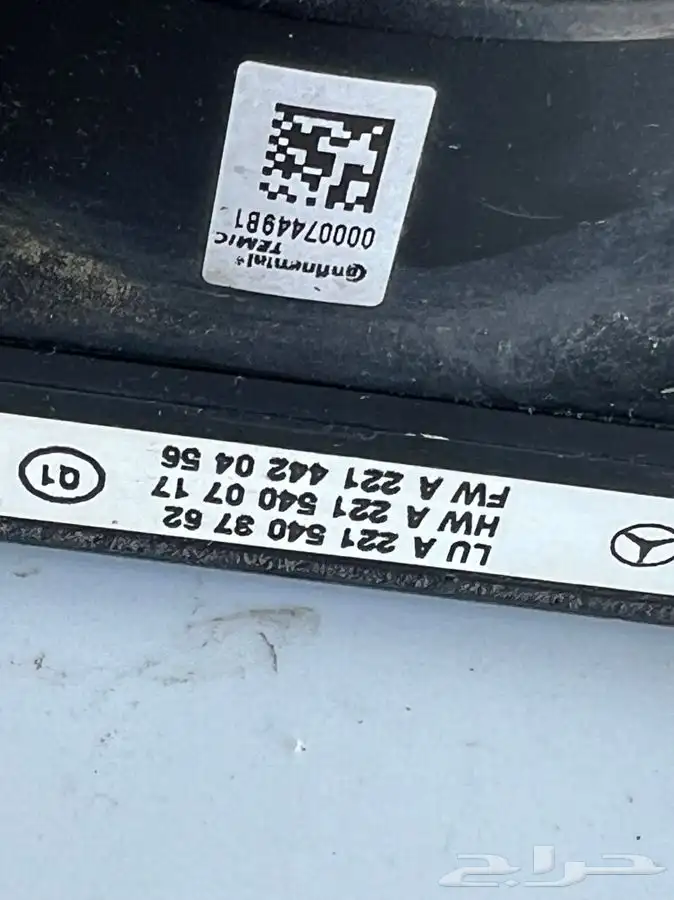 LU A 221 540 37 62
HW A 221 540 07 17
FW A 221 442 04 56
Q1
Continental
TEMIC
00007449B1
حراج